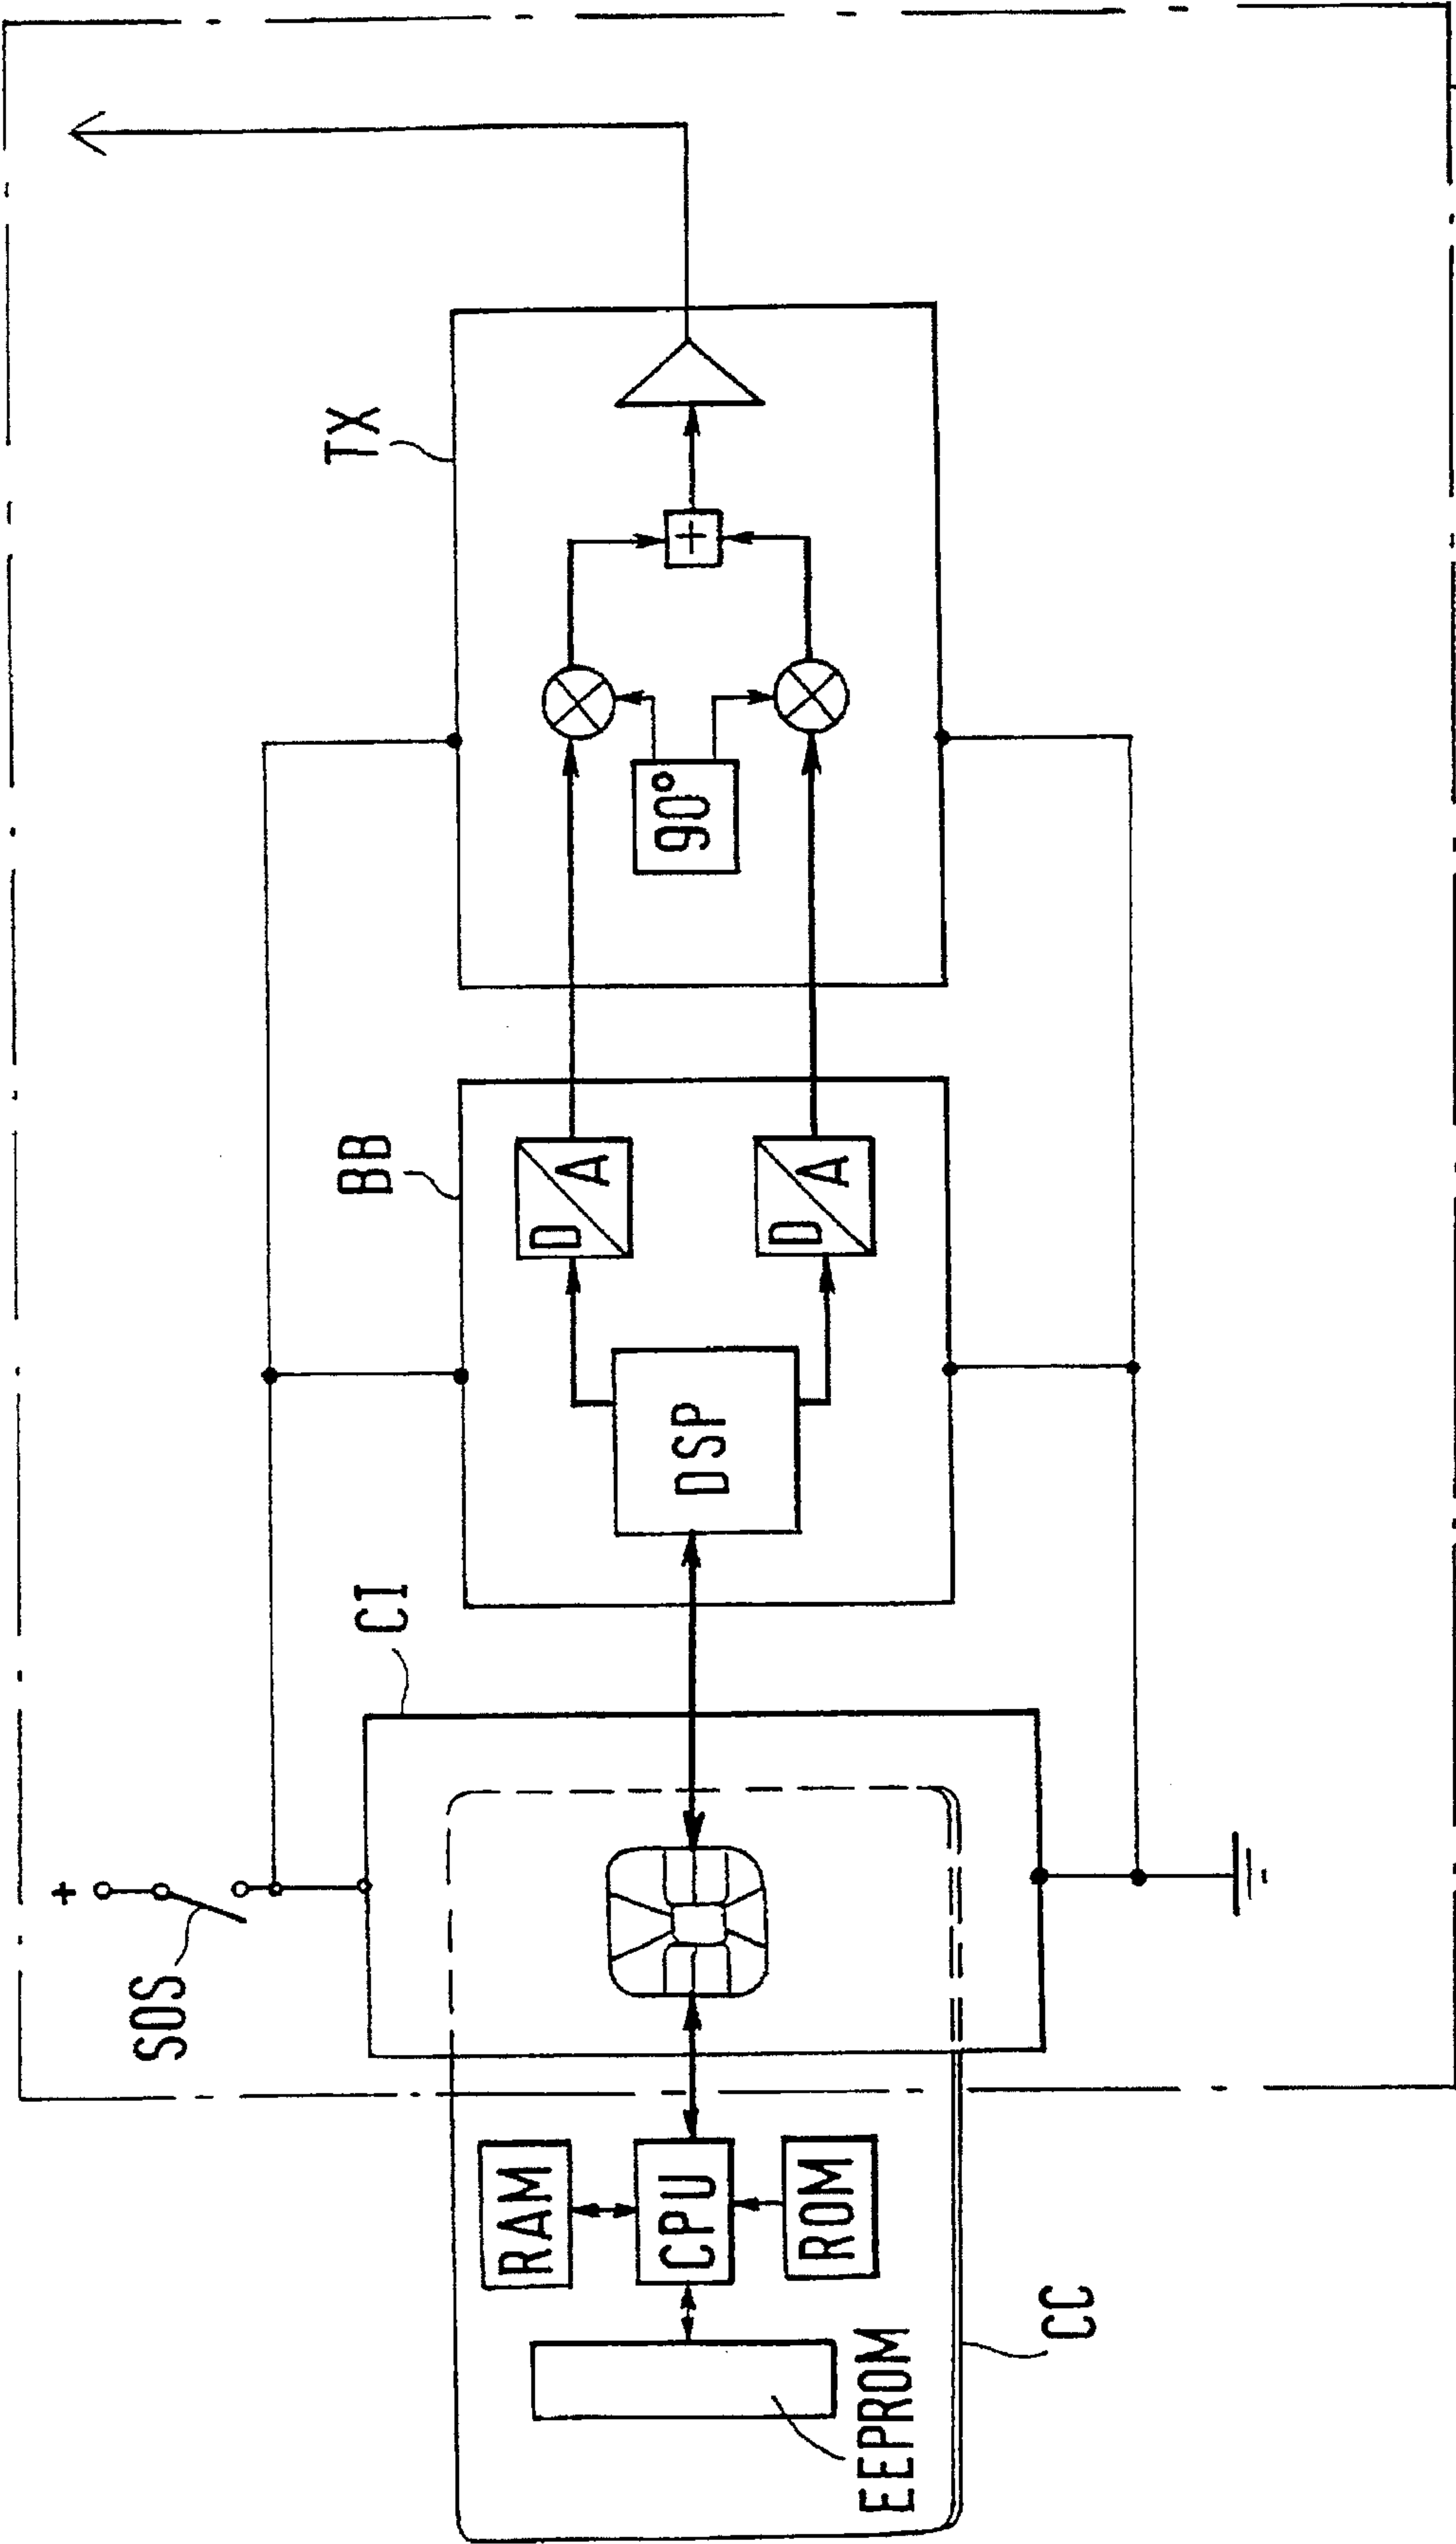 TX
+
90°
BB
D
A
D
A
DSP
CI
+
SOS
RAM
CPU
ROM
EEPROM
CC